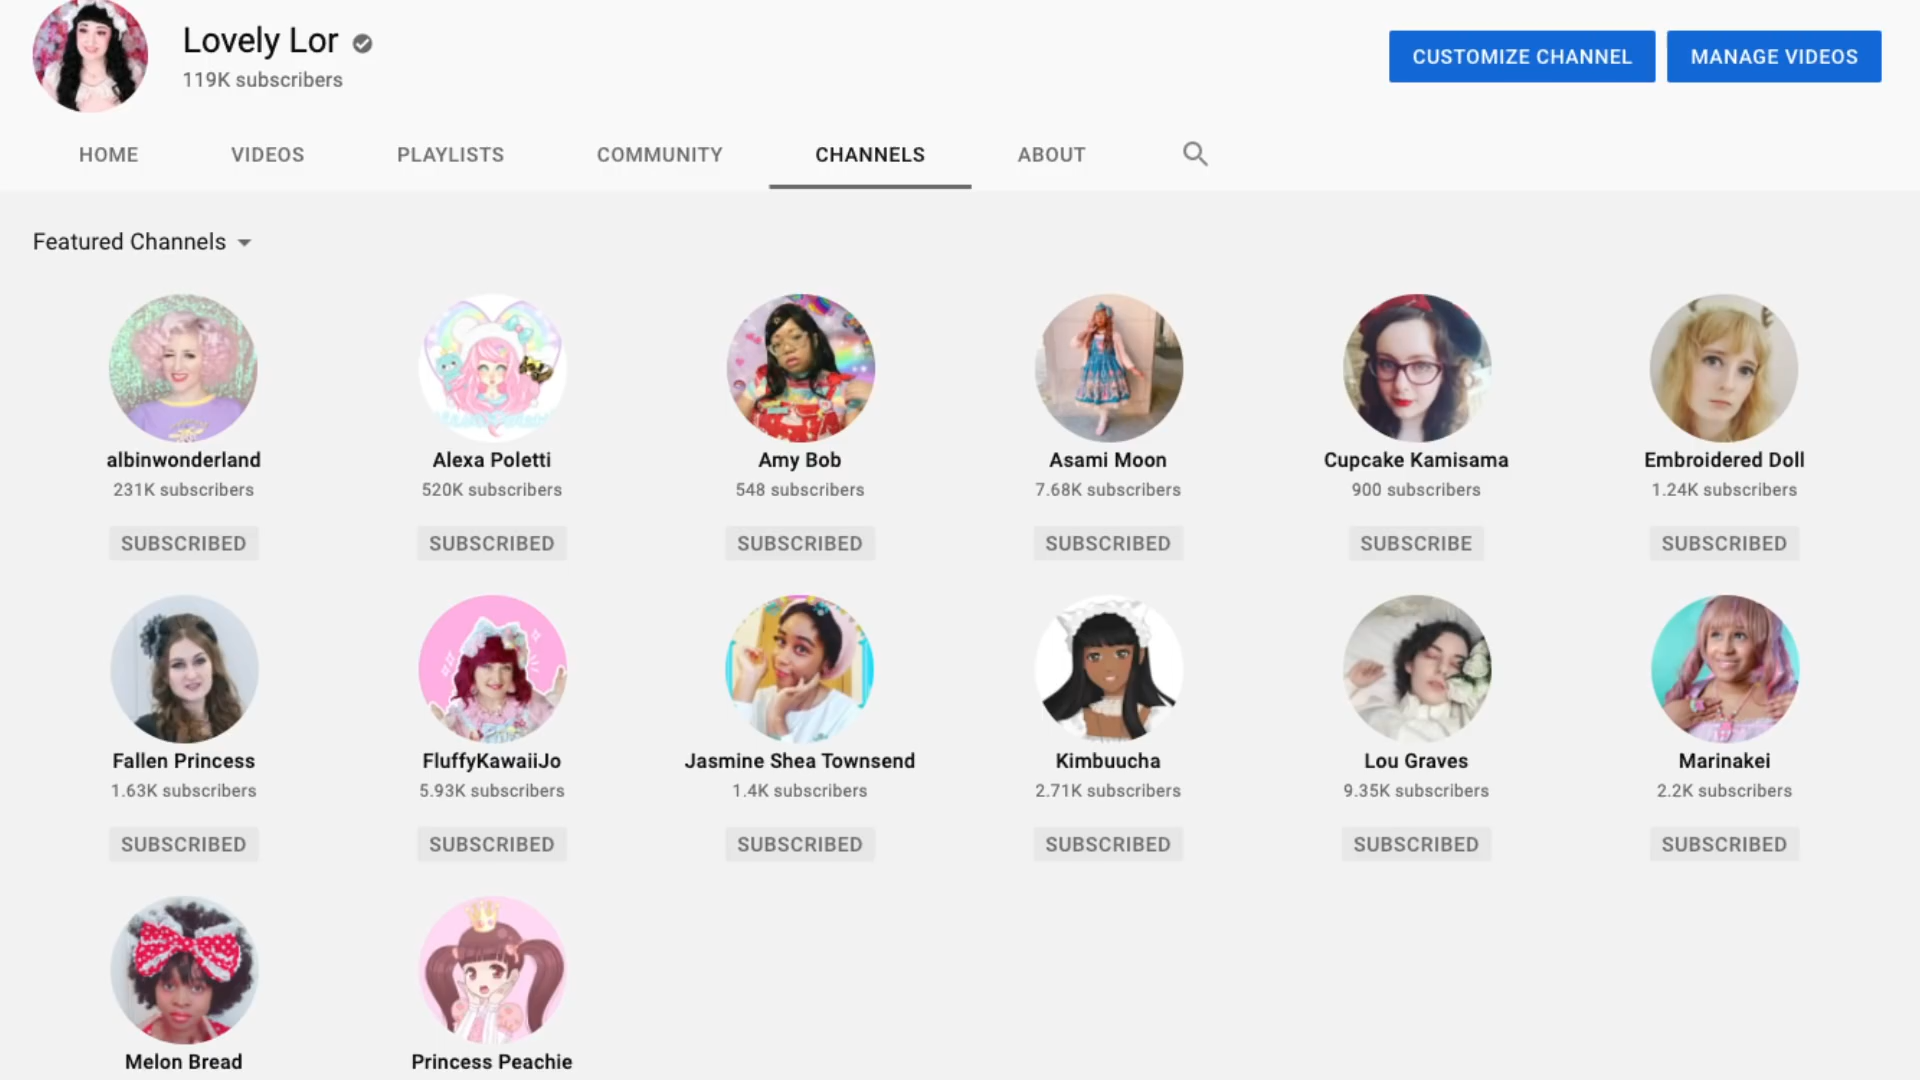 Lovely Lor
119K subscribers
CUSTOMIZE CHANNEL
MANAGE VIDEOS
HOME
VIDEOS
PLAYLISTS
COMMUNITY
CHANNELS
ABOUT
Featured Channels
albinwonderland
231K subscribers
SUBSCRIBED
Alexa Poletti
520K subscribers
SUBSCRIBED
Amy Bob
548 subscribers
SUBSCRIBED
Asami Moon
7.68K subscribers
SUBSCRIBED
Cupcake Kamisama
900 subscribers
SUBSCRIBE
Embroidered Doll
1.24K subscribers
SUBSCRIBED
Fallen Princess
1.63K subscribers
SUBSCRIBED
FluffyKawaiiJo
5.93K subscribers
SUBSCRIBED
Jasmine Shea Townsend
1.4K subscribers
SUBSCRIBED
Kimbuucha
2.71K subscribers
SUBSCRIBED
Lou Graves
9.35K subscribers
SUBSCRIBED
Marinakei
2.2K subscribers
SUBSCRIBED
Melon Bread
Princess Peachie